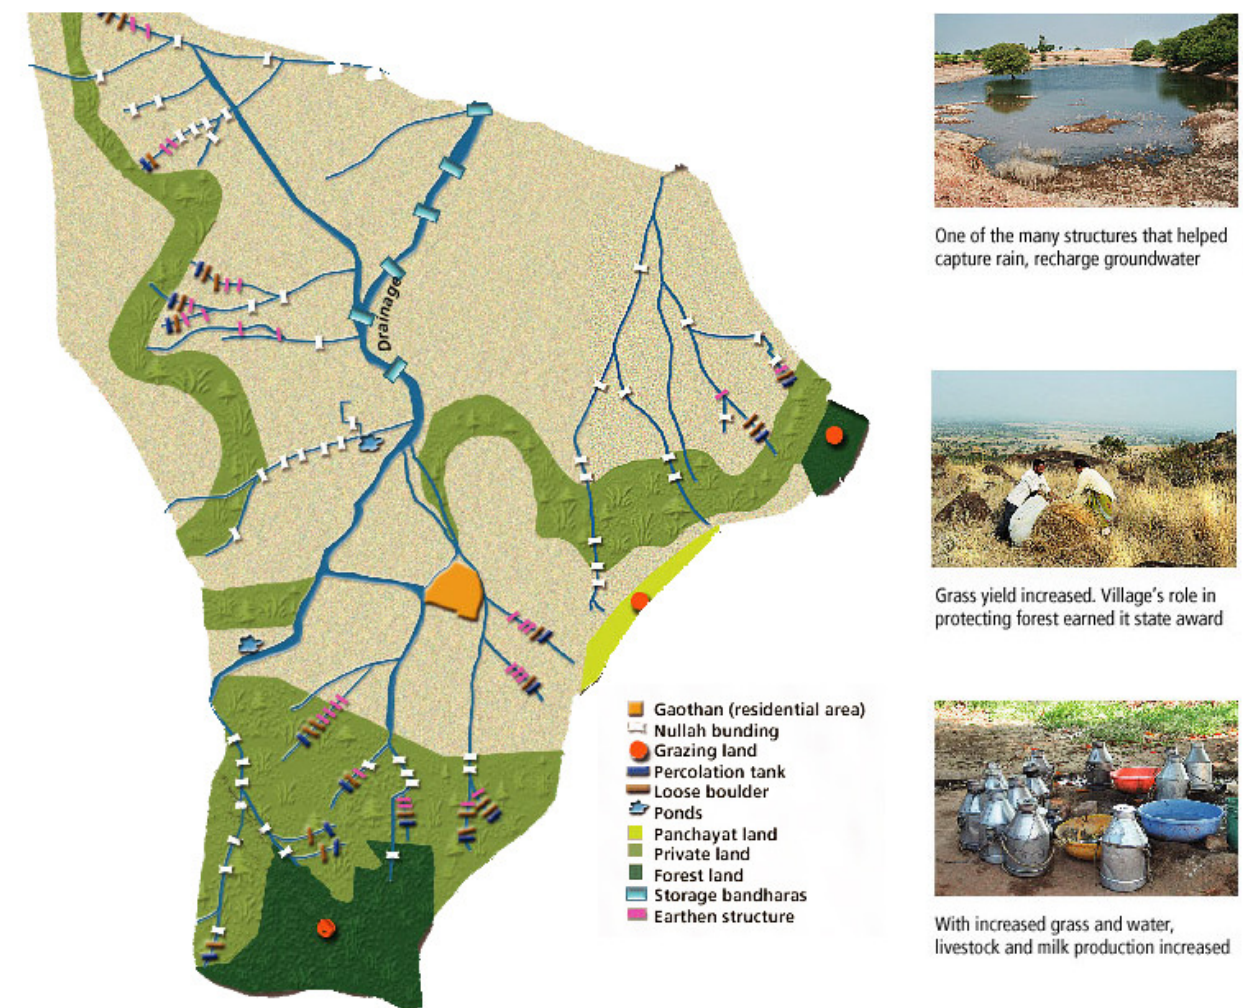 Drainage
Gaothan (residential area)
Nullah bunding
Grazing land
Percolation tank
Loose boulder
Ponds
Panchayat land
Private land
Forest land
Storage bandharas
Earthen structure
One of the many structures that helped
capture rain, recharge groundwater
Grass yield increased. Village's role in
protecting forest earned it state award
With increased grass and water,
livestock and milk production increased